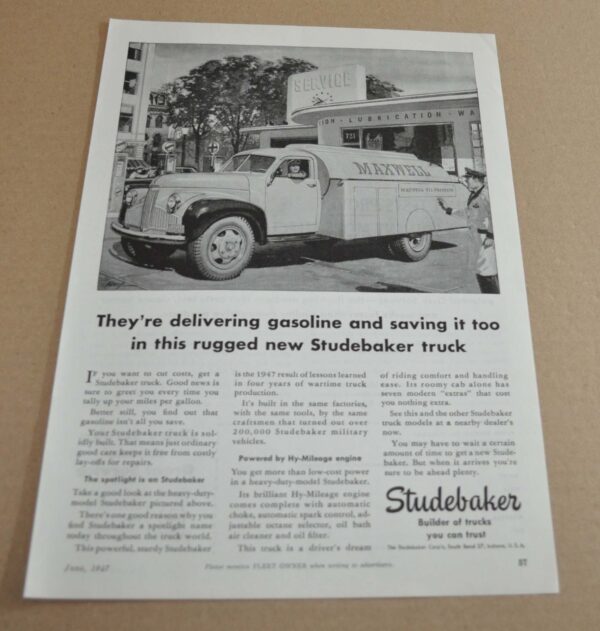 SERVICE
ION · LUBRICATION · WA
721
MAXWELL
They're delivering gasoline and saving it too
in this rugged new Studebaker truck
IF you want to cut costs, get a
Studebaker truck. Good news is
sure to greet you every time you
tally up your miles per gallon.
Better still, you find out that
gasoline isn't all you save.
Your Studebaker truck is sol-
idly built. That means just ordinary
good care keeps it free from costly
lay-offs for repairs.
The spotlight is on Studebaker
Take a good look at the heavy-duty-
model Studebaker pictured above.
There's one good reason why you
find Studebaker a spotlight name
today throughout the truck world.
This powerful, sturdy Studebaker
is the 1947 result of lessons learned
in four years of wartime truck
production.
It's built in the same factories,
with the same tools, by the same
craftsmen that turned out over
200,000 Studebaker military
vehicles.
Powered by Hy-Mileage engine
You get more than low-cost power
in a heavy-duty-model Studebaker.
Its brilliant Hy-Mileage engine
comes complete with automatic
choke, automatic spark control, ad-
justable octane selector, oil bath
air cleaner and oil filter.
This truck is a driver's dream
of riding comfort and handling
ease. Its roomy cab alone has
seven modern "extras" that cost
you nothing extra.
See this and the other Studebaker
truck models at a nearby dealer's
now.
You may have to wait a certain
amount of time to get a new Stude-
baker. But when it arrives you're
sure to be ahead plenty.
Studebaker
Builder of trucks
you can trust
The Studebaker Corp'n, South Bend 27, Indiana, U.S.A.
June, 1947
Please mention FLEET OWNER when writing to advertisers.
57